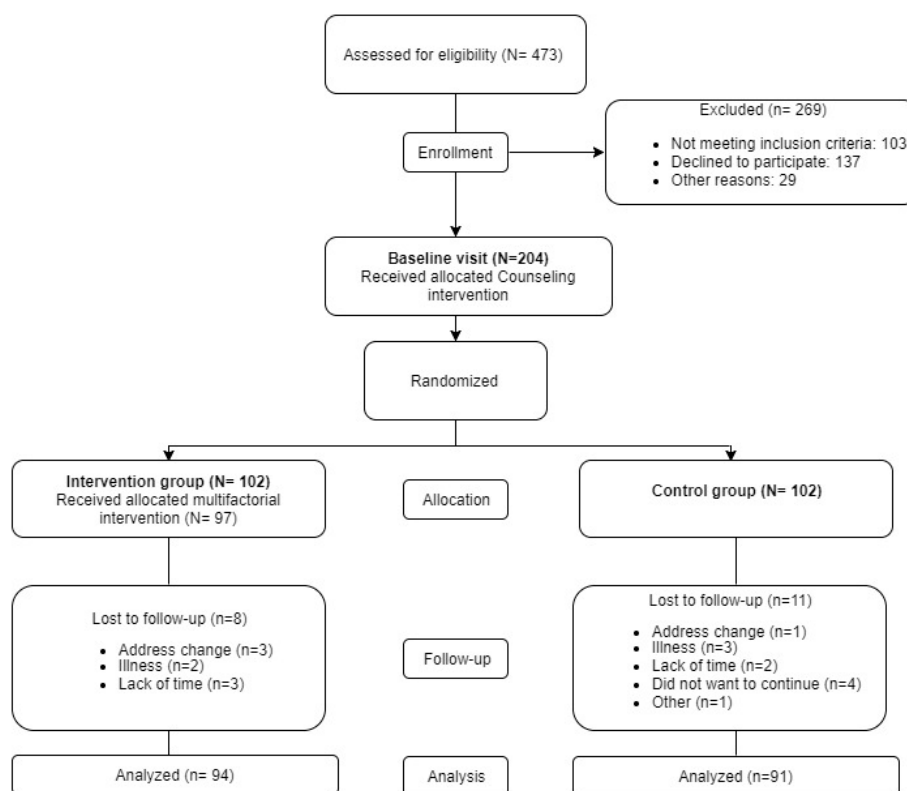 Assessed for eligibility (N= 473)
Excluded (n= 269)
• Not meeting inclusion criteria: 103
• Declined to participate: 137
• Other reasons: 29
Enrollment
Baseline visit (N=204)
Received allocated Counseling
intervention
Randomized
Intervention group (N= 102)
Received allocated multifactorial
intervention (N= 97)
Allocation
Control group (N= 102)
Lost to follow-up (n=8)
• Address change (n=3)
• Illness (n=2)
• Lack of time (n=3)
Follow-up
Lost to follow-up (n=11)
• Address change (n=1)
• Illness (n=3)
• Lack of time (n=2)
• Did not want to continue (n=4)
• Other (n=1)
Analyzed (n= 94)
Analysis
Analyzed (n=91)